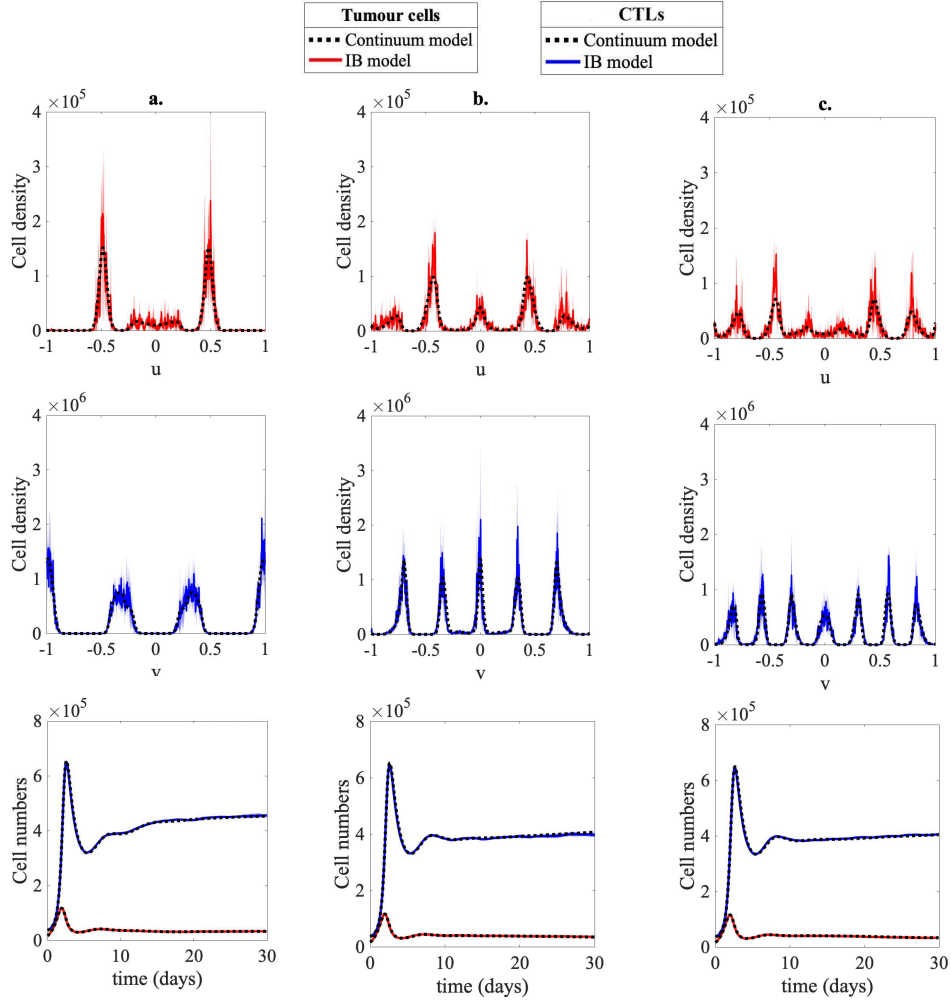 Tumour cells
Continuum model
IB model
CTLs
Continuum model
IB model
a.
×10^5
4
3
2
1
0
Cell density
-1 -0.5 0 0.5 1
u
b.
×10^5
4
3
2
1
0
Cell density
-1 -0.5 0 0.5 1
u
c.
×10^5
4
3
2
1
0
Cell density
-1 -0.5 0 0.5 1
u
×10^6
4
3
2
1
0
Cell density
-1 -0.5 0 0.5 1
v
×10^6
4
3
2
1
0
Cell density
-1 -0.5 0 0.5 1
v
×10^6
4
3
2
1
0
Cell density
-1 -0.5 0 0.5 1
v
×10^5
8
6
4
2
0
Cell numbers
0 10 20 30
time (days)
×10^5
8
6
4
2
0
Cell numbers
0 10 20 30
time (days)
×10^5
8
6
4
2
0
Cell numbers
0 10 20 30
time (days)